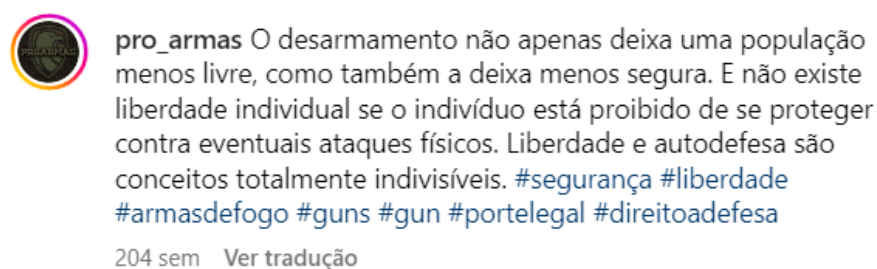 pro_armas O desarmamento não apenas deixa uma população
menos livre, como também a deixa menos segura. E não existe
liberdade individual se o indivíduo está proibido de se proteger
contra eventuais ataques físicos. Liberdade e autodefesa são
conceitos totalmente indivisíveis. #segurança #liberdade
#armasdefogo #guns #gun #portelegal #direitoadefesa
204 sem Ver tradução